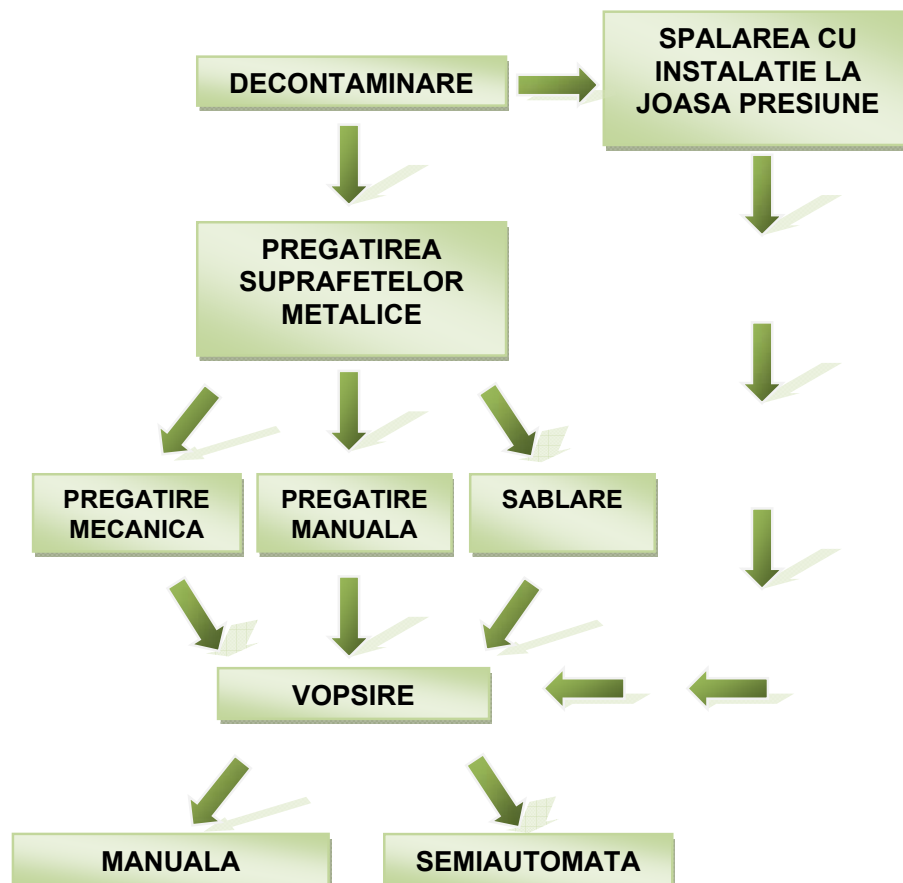 DECONTAMINARE
SPALAREA CU
INSTALATIE LA
JOASA PRESIUNE
PREGATIREA
SUPRAFETELOR
METALICE
PREGATIRE
MECANICA
PREGATIRE
MANUALA
SABLARE
VOPSIRE
MANUALA
SEMIAUTOMATA